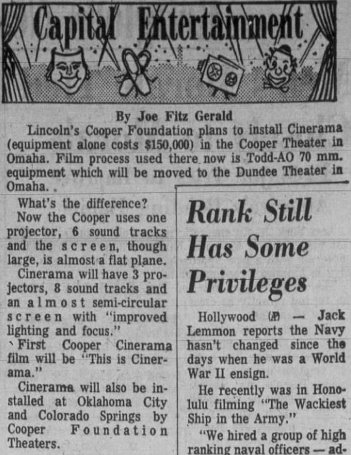 Capital Entertainment
By Joe Fitz Gerald
Lincoln's Cooper Foundation plans to install Cinerama
(equipment alone costs $150,000) in the Cooper Theater in
Omaha. Film process used there now is Todd-AO 70 mm.
equipment which will be moved to the Dundee Theater in
Omaha.
What's the difference?
Now the Cooper uses one
projector, 6 sound tracks
and the screen, though
large, is almost a flat plane.
Cinerama will have 3 pro-
jectors, 8 sound tracks and
an almost semi-circular
screen with "improved
lighting and focus."
First Cooper Cinerama
film will be "This is Ciner-
ama."
Cinerama will also be in-
stalled at Oklahoma City
and Colorado Springs by
Cooper Foundation
Theaters.
Rank Still
Has Some
Privileges
Hollywood (AP) — Jack
Lemmon reports the Navy
hasn't changed since the
days when he was a World
War II ensign.
He recently was in Hono-
lulu filming "The Wackiest
Ship in the Army."
"We hired a group of high
ranking naval officers — ad-